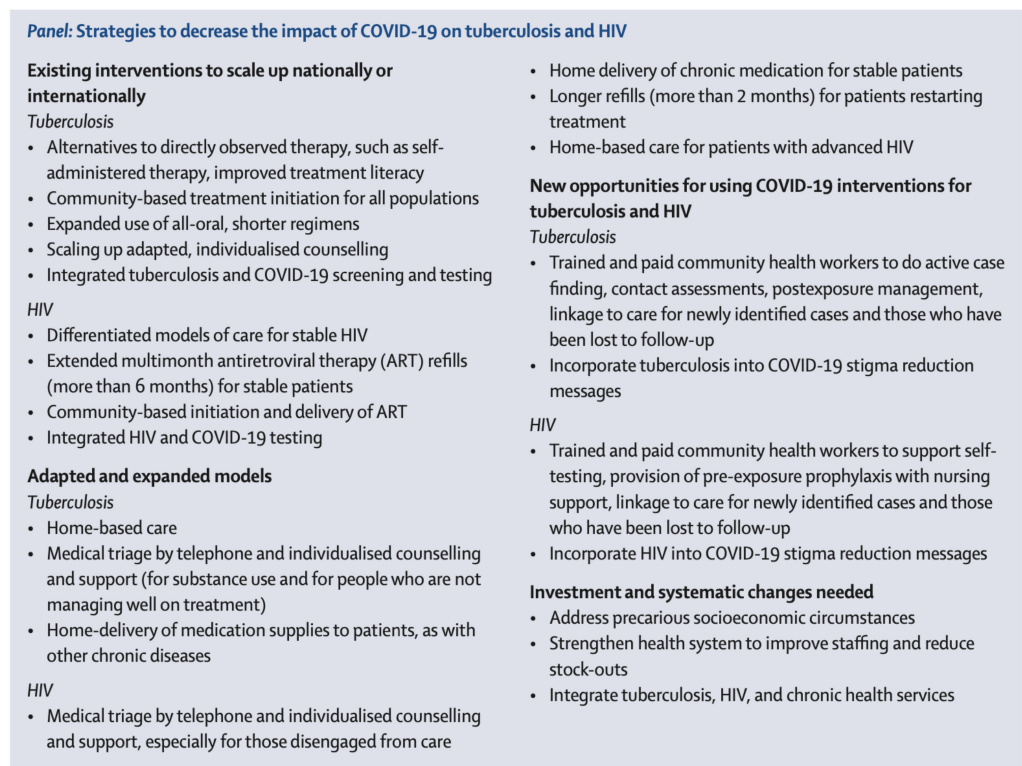 Panel: Strategies to decrease the impact of COVID-19 on tuberculosis and HIV
Existing interventions to scale up nationally or
internationally
Tuberculosis
• Alternatives to directly observed therapy, such as self-
administered therapy, improved treatment literacy
• Community-based treatment initiation for all populations
• Expanded use of all-oral, shorter regimens
• Scaling up adapted, individualised counselling
• Integrated tuberculosis and COVID-19 screening and testing
HIV
• Differentiated models of care for stable HIV
• Extended multimonth antiretroviral therapy (ART) refills
(more than 6 months) for stable patients
• Community-based initiation and delivery of ART
• Integrated HIV and COVID-19 testing
Adapted and expanded models
Tuberculosis
• Home-based care
• Medical triage by telephone and individualised counselling
and support (for substance use and for people who are not
managing well on treatment)
• Home-delivery of medication supplies to patients, as with
other chronic diseases
HIV
• Medical triage by telephone and individualised counselling
and support, especially for those disengaged from care
• Home delivery of chronic medication for stable patients
• Longer refills (more than 2 months) for patients restarting
treatment
• Home-based care for patients with advanced HIV
New opportunities for using COVID-19 interventions for
tuberculosis and HIV
Tuberculosis
• Trained and paid community health workers to do active case
finding, contact assessments, postexposure management,
linkage to care for newly identified cases and those who have
been lost to follow-up
• Incorporate tuberculosis into COVID-19 stigma reduction
messages
HIV
• Trained and paid community health workers to support self-
testing, provision of pre-exposure prophylaxis with nursing
support, linkage to care for newly identified cases and those
who have been lost to follow-up
• Incorporate HIV into COVID-19 stigma reduction messages
Investment and systematic changes needed
• Address precarious socioeconomic circumstances
• Strengthen health system to improve staffing and reduce
stock-outs
• Integrate tuberculosis, HIV, and chronic health services